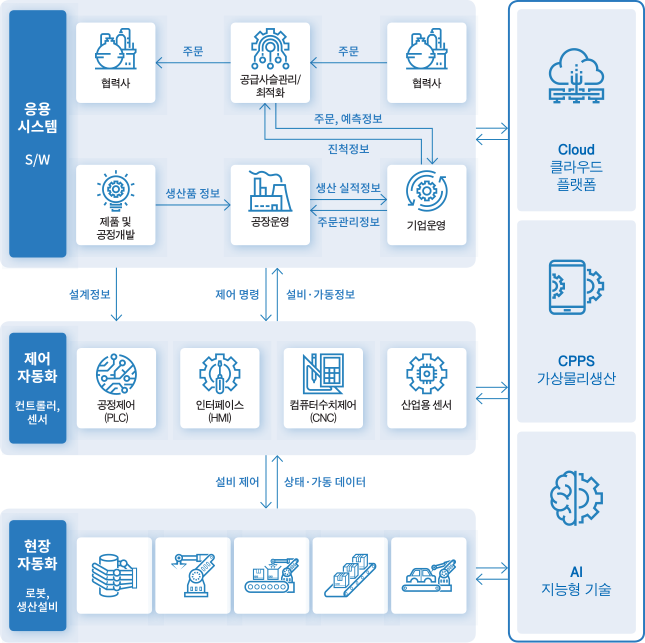 응용
시스템
S/W
주문
주문
협력사
공급사슬관리/
최적화
협력사
주문, 예측정보
진척정보
생산품 정보
생산 실적정보
주문관리정보
제품 및
공정개발
공장운영
기업운영
설계정보
제어 명령
설비·가동정보
제어
자동화
컨트롤러,
센서
공정제어
(PLC)
인터페이스
(HMI)
컴퓨터수치제어
(CNC)
산업용 센서
설비 제어
상태·가동 데이터
현장
자동화
로봇,
생산설비
Cloud
클라우드
플랫폼
CPPS
가상물리생산
AI
지능형 기술